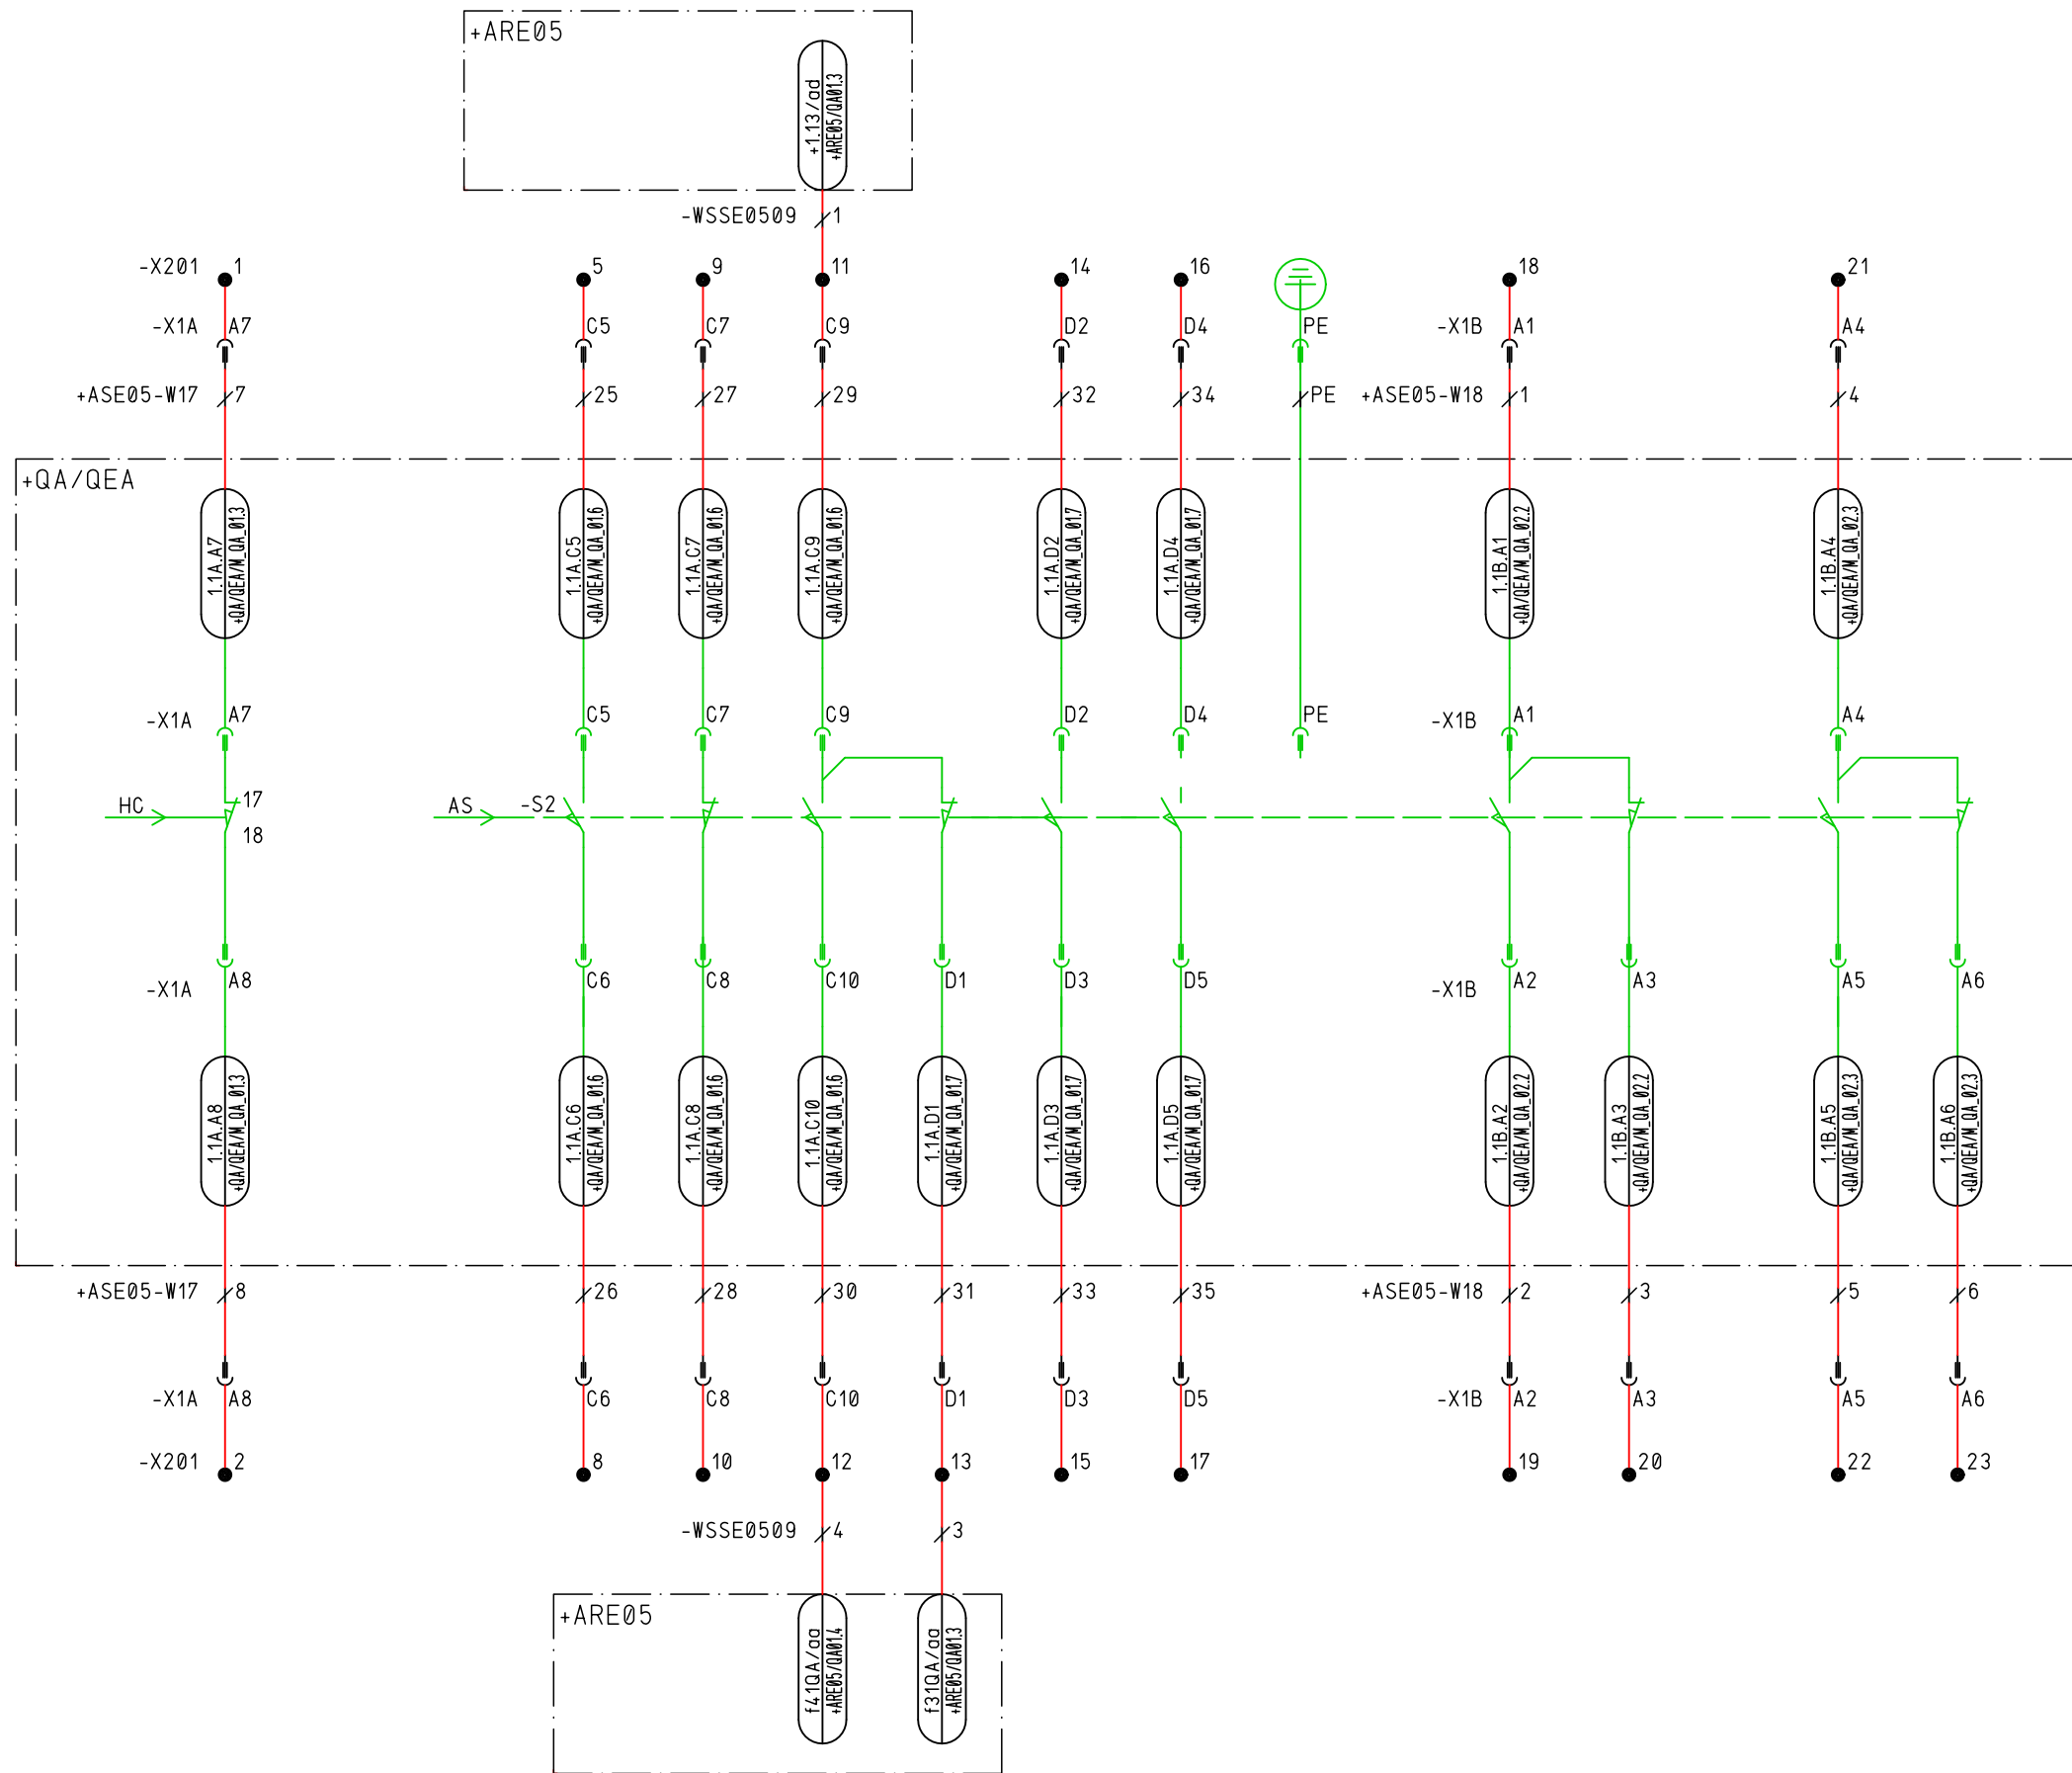 +ARE05
+1.13/ad
+ARE05/QA01.3
-WSSE0509 1
-X201 1 5 9 11 14 16 18 21
-X1A A7 C5 C7 C9 D2 D4 PE -X1B A1 A4
+ASE05-W17 7 25 27 29 32 34 PE +ASE05-W18 1 4
+QA/QEA
1.1A.A7
+QA/QEA/M_QA_01.3
1.1A.C5
+QA/QEA/M_QA_01.6
1.1A.C7
+QA/QEA/M_QA_01.6
1.1A.C9
+QA/QEA/M_QA_01.6
1.1A.D2
+QA/QEA/M_QA_01.7
1.1A.D4
+QA/QEA/M_QA_01.7
1.1B.A1
+QA/QEA/M_QA_02.2
1.1B.A4
+QA/QEA/M_QA_02.3
-X1A A7 C5 C7 C9 D2 D4 PE -X1B A1 A4
HC 17 AS -S2
18
-X1A A8 C6 C8 C10 D1 D3 D5 -X1B A2 A3 A5 A6
1.1A.A8
+QA/QEA/M_QA_01.3
1.1A.C6
+QA/QEA/M_QA_01.6
1.1A.C8
+QA/QEA/M_QA_01.6
1.1A.C10
+QA/QEA/M_QA_01.6
1.1A.D1
+QA/QEA/M_QA_01.7
1.1A.D3
+QA/QEA/M_QA_01.7
1.1A.D5
+QA/QEA/M_QA_01.7
1.1B.A2
+QA/QEA/M_QA_02.2
1.1B.A3
+QA/QEA/M_QA_02.2
1.1B.A5
+QA/QEA/M_QA_02.3
1.1B.A6
+QA/QEA/M_QA_02.3
+ASE05-W17 8 26 28 30 31 33 35 +ASE05-W18 2 3 5 6
-X1A A8 C6 C8 C10 D1 D3 D5 -X1B A2 A3 A5 A6
-X201 2 8 10 12 13 15 17 19 20 22 23
-WSSE0509 4 3
+ARE05
f41QA/aa
+ARE05/QA01.4
f31QA/aa
+ARE05/QA01.3